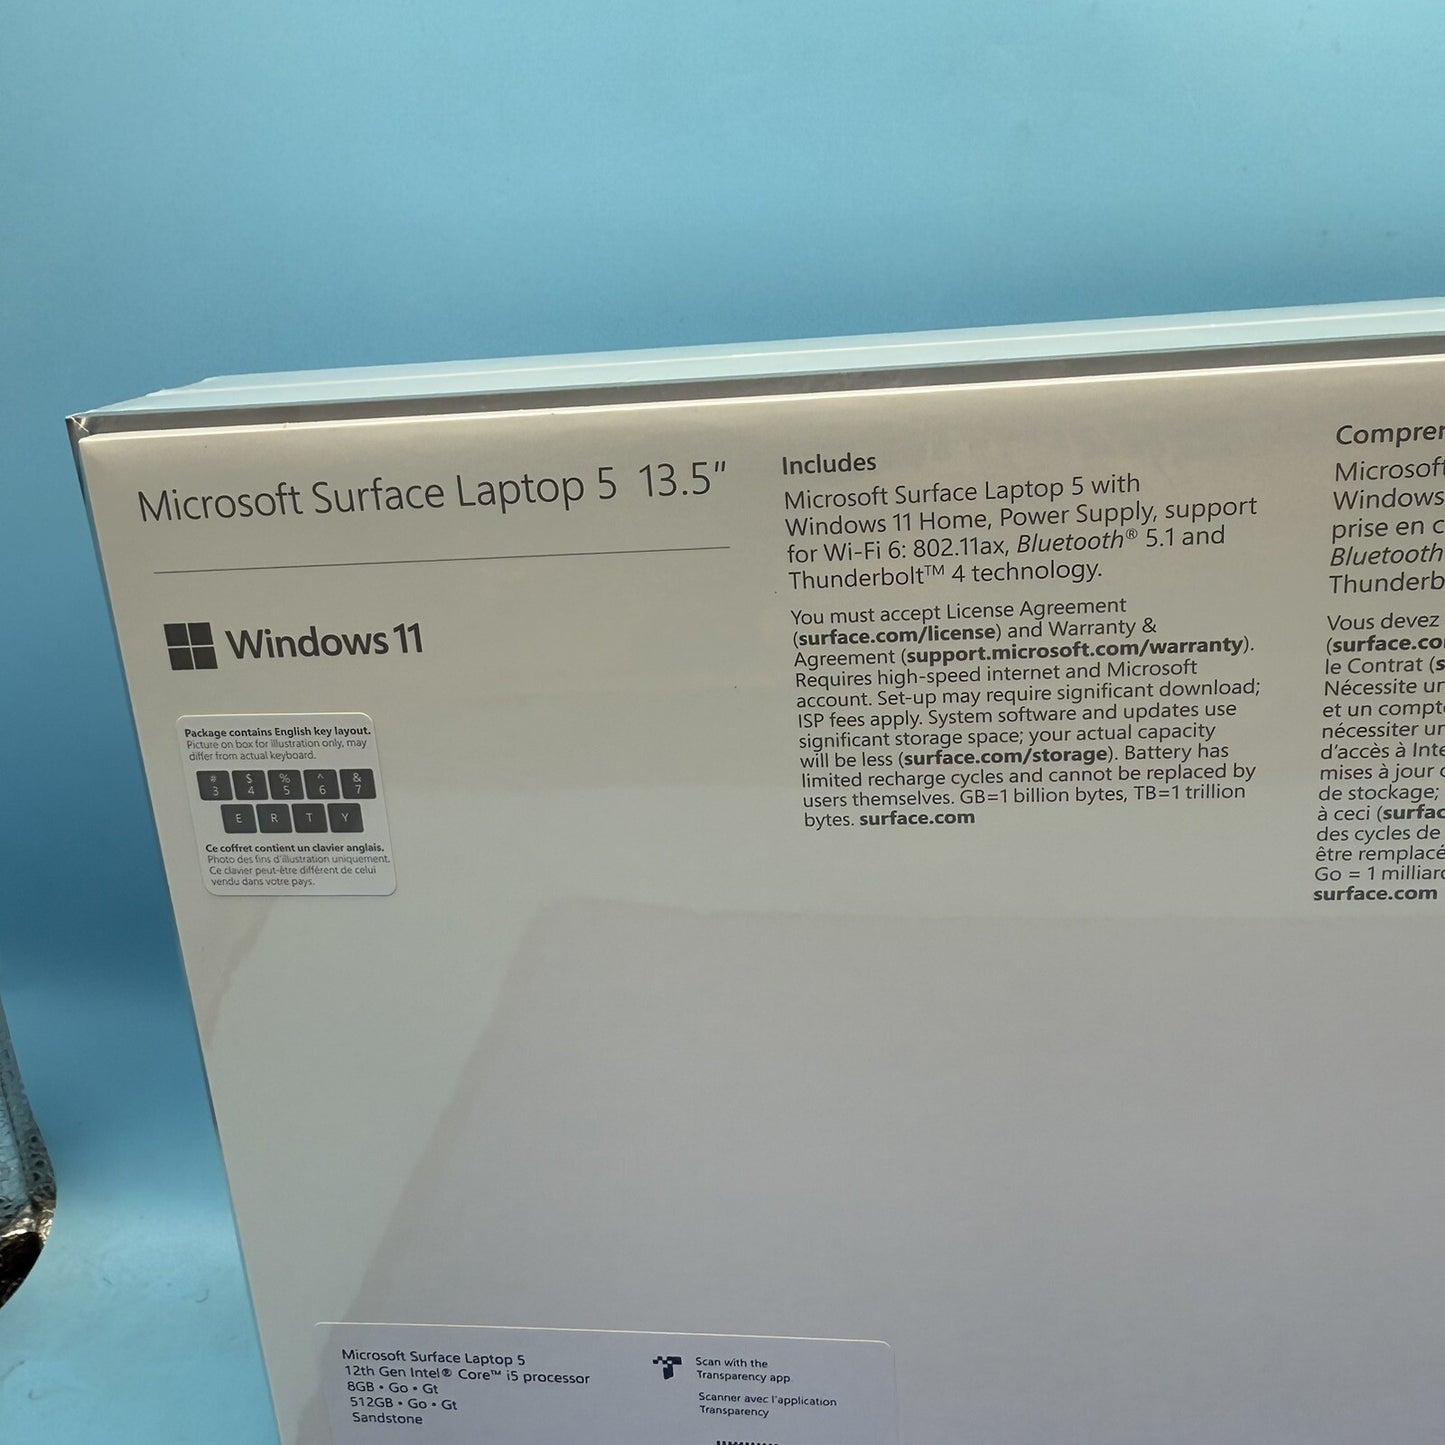 Microsoft Surface Laptop 5 13.5"
Windows 11
Package contains English key layout.
Picture on box for illustration only, may
differ from actual keyboard.
# $ % ^ &
3 4 5 6 7
E R T Y
Ce coffret contient un clavier anglais.
Photo des fins d'illustration uniquement.
Ce clavier peut-être différent de celui
vendu dans votre pays.
Includes
Microsoft Surface Laptop 5 with
Windows 11 Home, Power Supply, support
for Wi-Fi 6: 802.11ax, Bluetooth® 5.1 and
Thunderbolt™ 4 technology.
You must accept License Agreement
(surface.com/license) and Warranty &
Agreement (support.microsoft.com/warranty).
Requires high-speed internet and Microsoft
account. Set-up may require significant download;
ISP fees apply. System software and updates use
significant storage space; your actual capacity
will be less (surface.com/storage). Battery has
limited recharge cycles and cannot be replaced by
users themselves. GB=1 billion bytes, TB=1 trillion
bytes. surface.com
Compren
Microsoft
Windows
prise en c
Bluetooth
Thunderb
Vous devez
(surface.co
le Contrat (s
Nécessite un
et un compt
nécessiter un
d'accès à Inte
mises à jour
de stockage;
à ceci (surfac
des cycles de
être remplacé
Go = 1 milliard
surface.com
Microsoft Surface Laptop 5
12th Gen Intel® Core™ i5 processor
8GB • Go • Gt
512GB • Go • Gt
Sandstone
Scan with the
Transparency app
Scanner avec l'application
Transparency